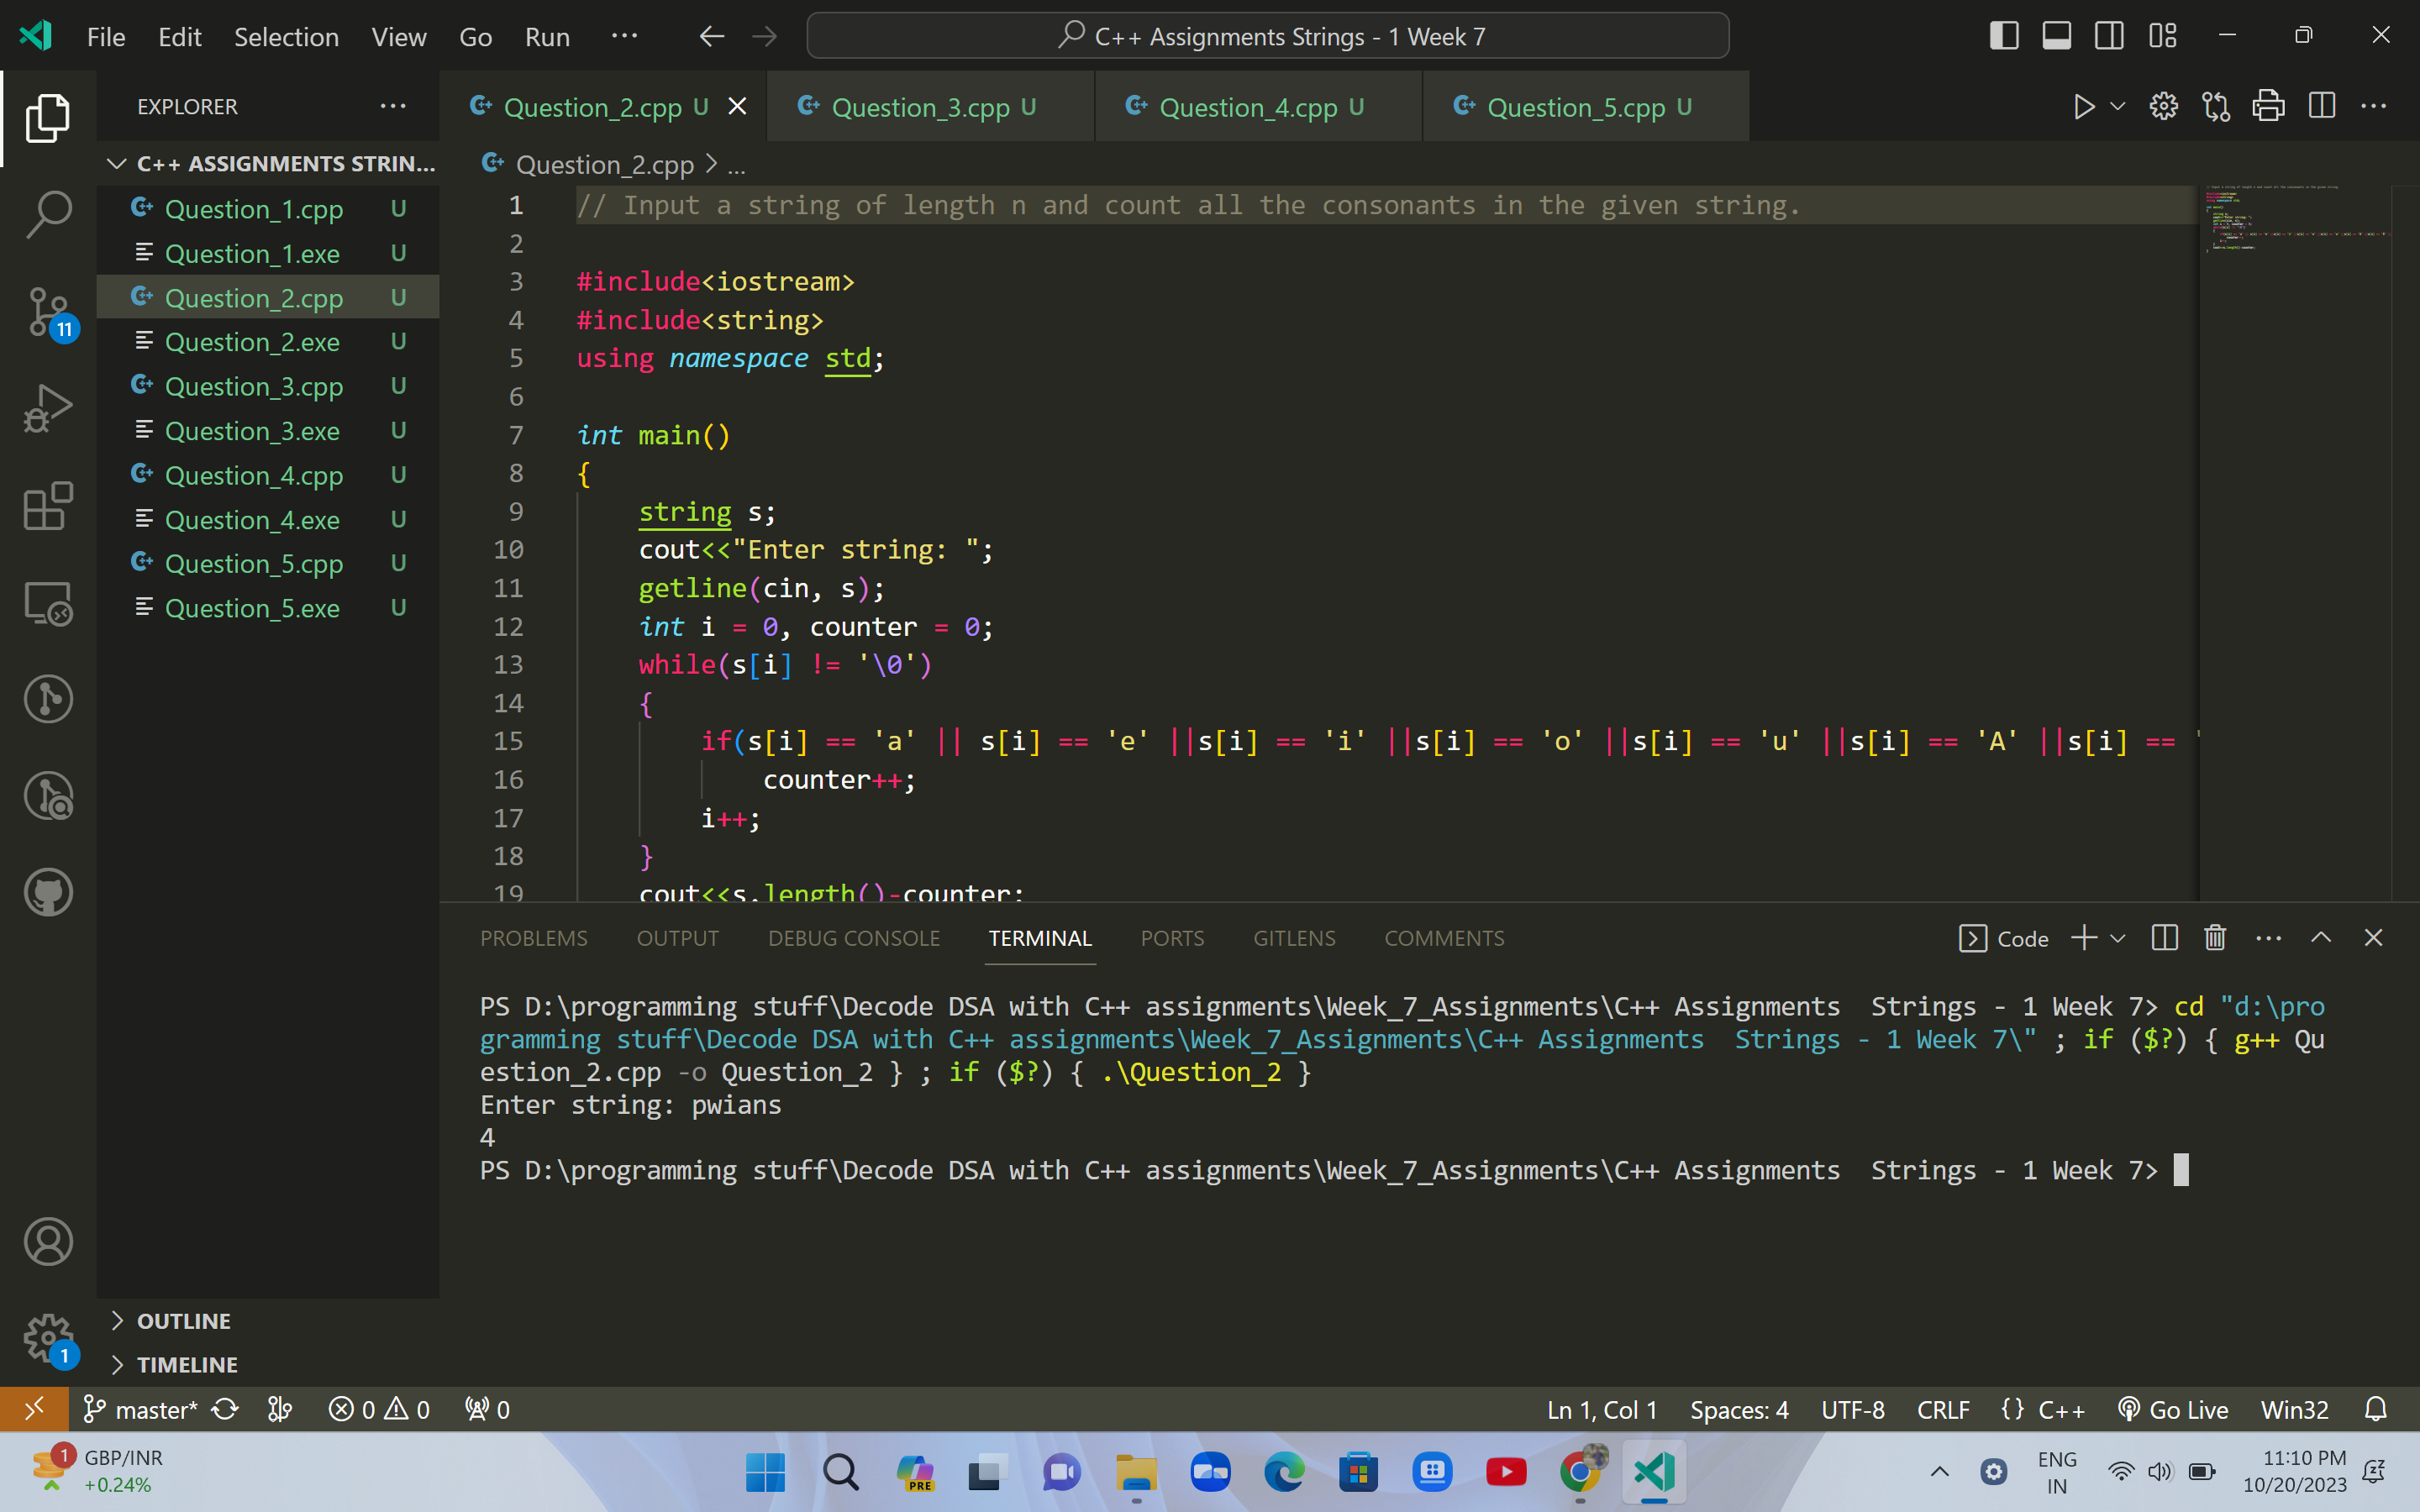 File Edit Selection View Go Run ···
C++ Assignments Strings - 1 Week 7
EXPLORER
C++ ASSIGNMENTS STRIN...
Question_1.cpp U
Question_1.exe U
Question_2.cpp U
Question_2.exe U
Question_3.cpp U
Question_3.exe U
Question_4.cpp U
Question_4.exe U
Question_5.cpp U
Question_5.exe U
OUTLINE
TIMELINE
11
1
Question_2.cpp U Question_3.cpp U Question_4.cpp U Question_5.cpp U
Question_2.cpp > ...
1 // Input a string of length n and count all the consonants in the given string.
2
3 #include<iostream>
4 #include<string>
5 using namespace std;
6
7 int main()
8 {
9 string s;
10 cout<<"Enter string: ";
11 getline(cin, s);
12 int i = 0, counter = 0;
13 while(s[i] != '\0')
14 {
15 if(s[i] == 'a' || s[i] == 'e' ||s[i] == 'i' ||s[i] == 'o' ||s[i] == 'u' ||s[i] == 'A' ||s[i] == '
16 counter++;
17 i++;
18 }
19 cout<<s.length()-counter;
PROBLEMS OUTPUT DEBUG CONSOLE TERMINAL PORTS GITLENS COMMENTS
Code
PS D:\programming stuff\Decode DSA with C++ assignments\Week_7_Assignments\C++ Assignments  Strings - 1 Week 7> cd "d:\pro
gramming stuff\Decode DSA with C++ assignments\Week_7_Assignments\C++ Assignments  Strings - 1 Week 7\" ; if ($?) { g++ Qu
estion_2.cpp -o Question_2 } ; if ($?) { .\Question_2 }
Enter string: pwians
4
PS D:\programming stuff\Decode DSA with C++ assignments\Week_7_Assignments\C++ Assignments  Strings - 1 Week 7>
master* 0 0 0
Ln 1, Col 1 Spaces: 4 UTF-8 CRLF {} C++ Go Live Win32
1
GBP/INR
+0.24%
PRE
ENG
IN
11:10 PM
10/20/2023